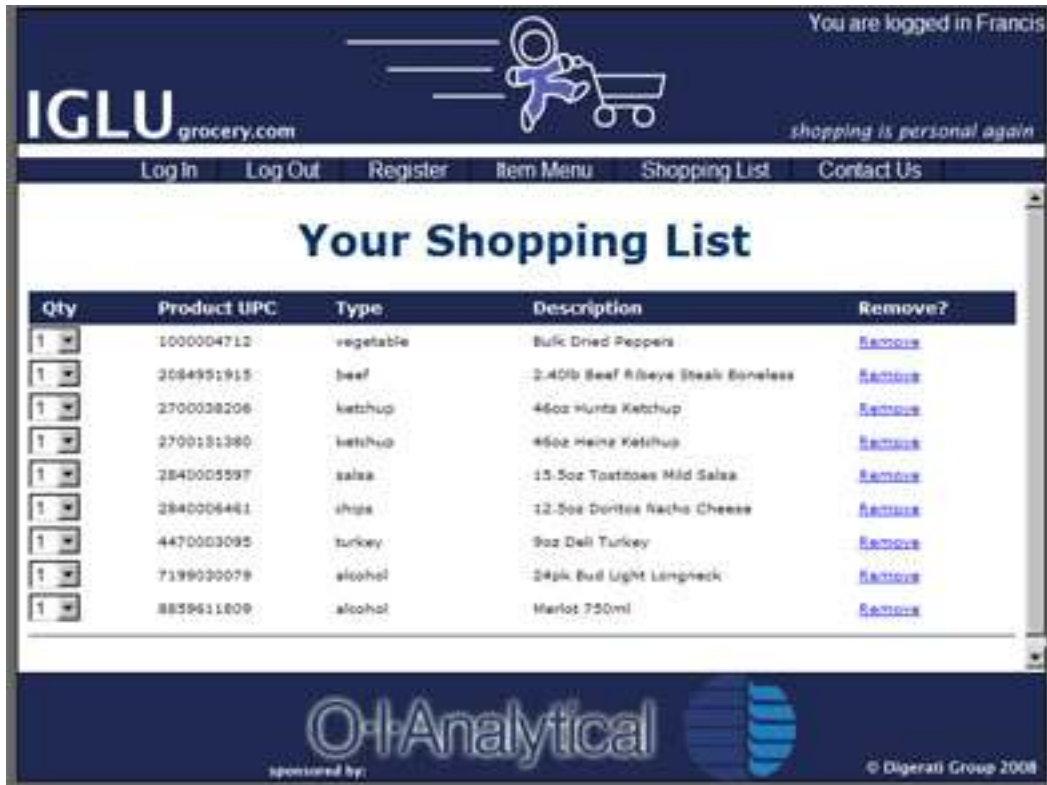 You are logged in Francis
IGLU grocery.com
shopping is personal again
Log In Log Out Register Item Menu Shopping List Contact Us
Your Shopping List
Qty Product UPC Type Description Remove?
1 1000004712 vegetable Bulk Dried Peppers Remove
1 2084951915 beef 2.40lb Beef Ribeye Steak Boneless Remove
1 2700038206 ketchup 46oz Hunts Ketchup Remove
1 2700151380 ketchup 46oz Heinz Ketchup Remove
1 2840005597 salsa 15.5oz Tostitoes Mild Salsa Remove
1 2840006461 chips 12.5oz Doritos Nacho Cheese Remove
1 4470003095 turkey 9oz Deli Turkey Remove
1 7199030079 alcohol 24pk Bud Light Longneck Remove
1 8859611809 alcohol Merlot 750ml Remove
O·I·Analytical
sponsored by:
© Digerati Group 2008